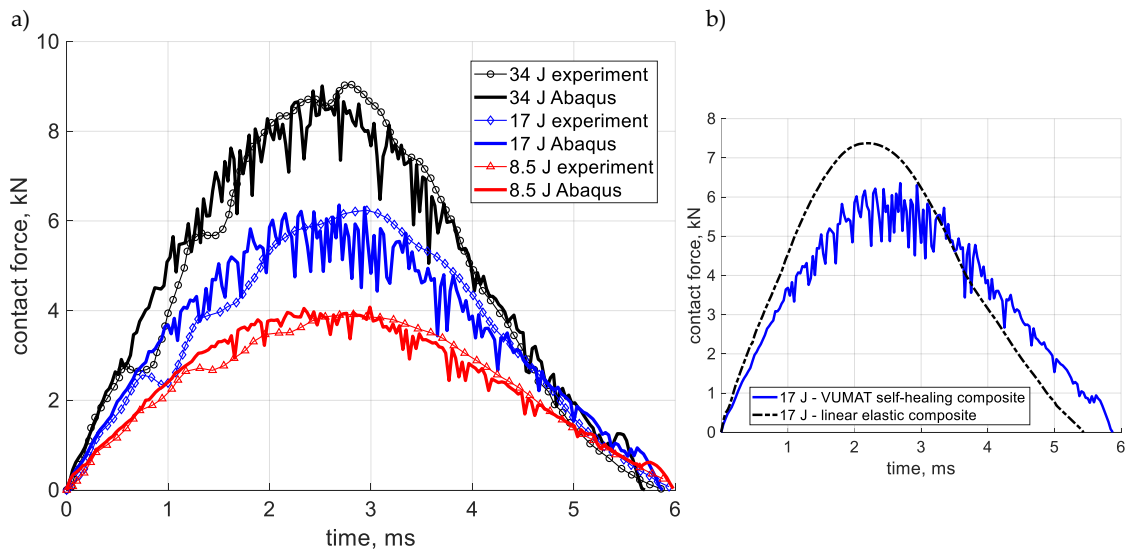 a)
10
8
6
4
2
0
contact force, kN
0 1 2 3 4 5 6
time, ms
34 J experiment
34 J Abaqus
17 J experiment
17 J Abaqus
8.5 J experiment
8.5 J Abaqus
b)
8
7
6
5
4
3
2
1
0
contact force, kN
1 2 3 4 5 6
time, ms
17 J - VUMAT self-healing composite
17 J - linear elastic composite